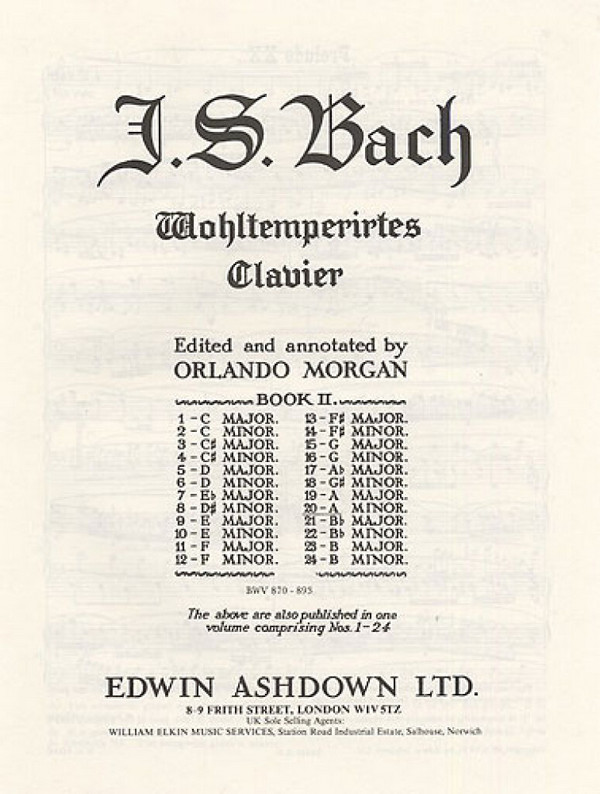 Prelude XX
J. S. Bach
Wohltemperirtes
Clavier
Edited and annotated by
ORLANDO MORGAN
BOOK II.
1 - C MAJOR.
2 - C MINOR.
3 - C♯ MAJOR.
4 - C♯ MINOR.
5 - D MAJOR.
6 - D MINOR.
7 - E♭ MAJOR.
8 - D♯ MINOR.
9 - E MAJOR.
10 - E MINOR.
11 - F MAJOR.
12 - F MINOR.
13 - F♯ MAJOR.
14 - F♯ MINOR.
15 - G MAJOR.
16 - G MINOR.
17 - A♭ MAJOR.
18 - G♯ MINOR.
19 - A MAJOR.
20 - A MINOR.
21 - B♭ MAJOR.
22 - B♭ MINOR.
23 - B MAJOR.
24 - B MINOR.
BWV 870 - 893
The above are also published in one
volume comprising Nos. 1 - 24
EDWIN ASHDOWN LTD.
8-9 FRITH STREET, LONDON W1V 5TZ
UK Sole Selling Agents:
WILLIAM ELKIN MUSIC SERVICES, Station Road Industrial Estate, Salhouse, Norwich